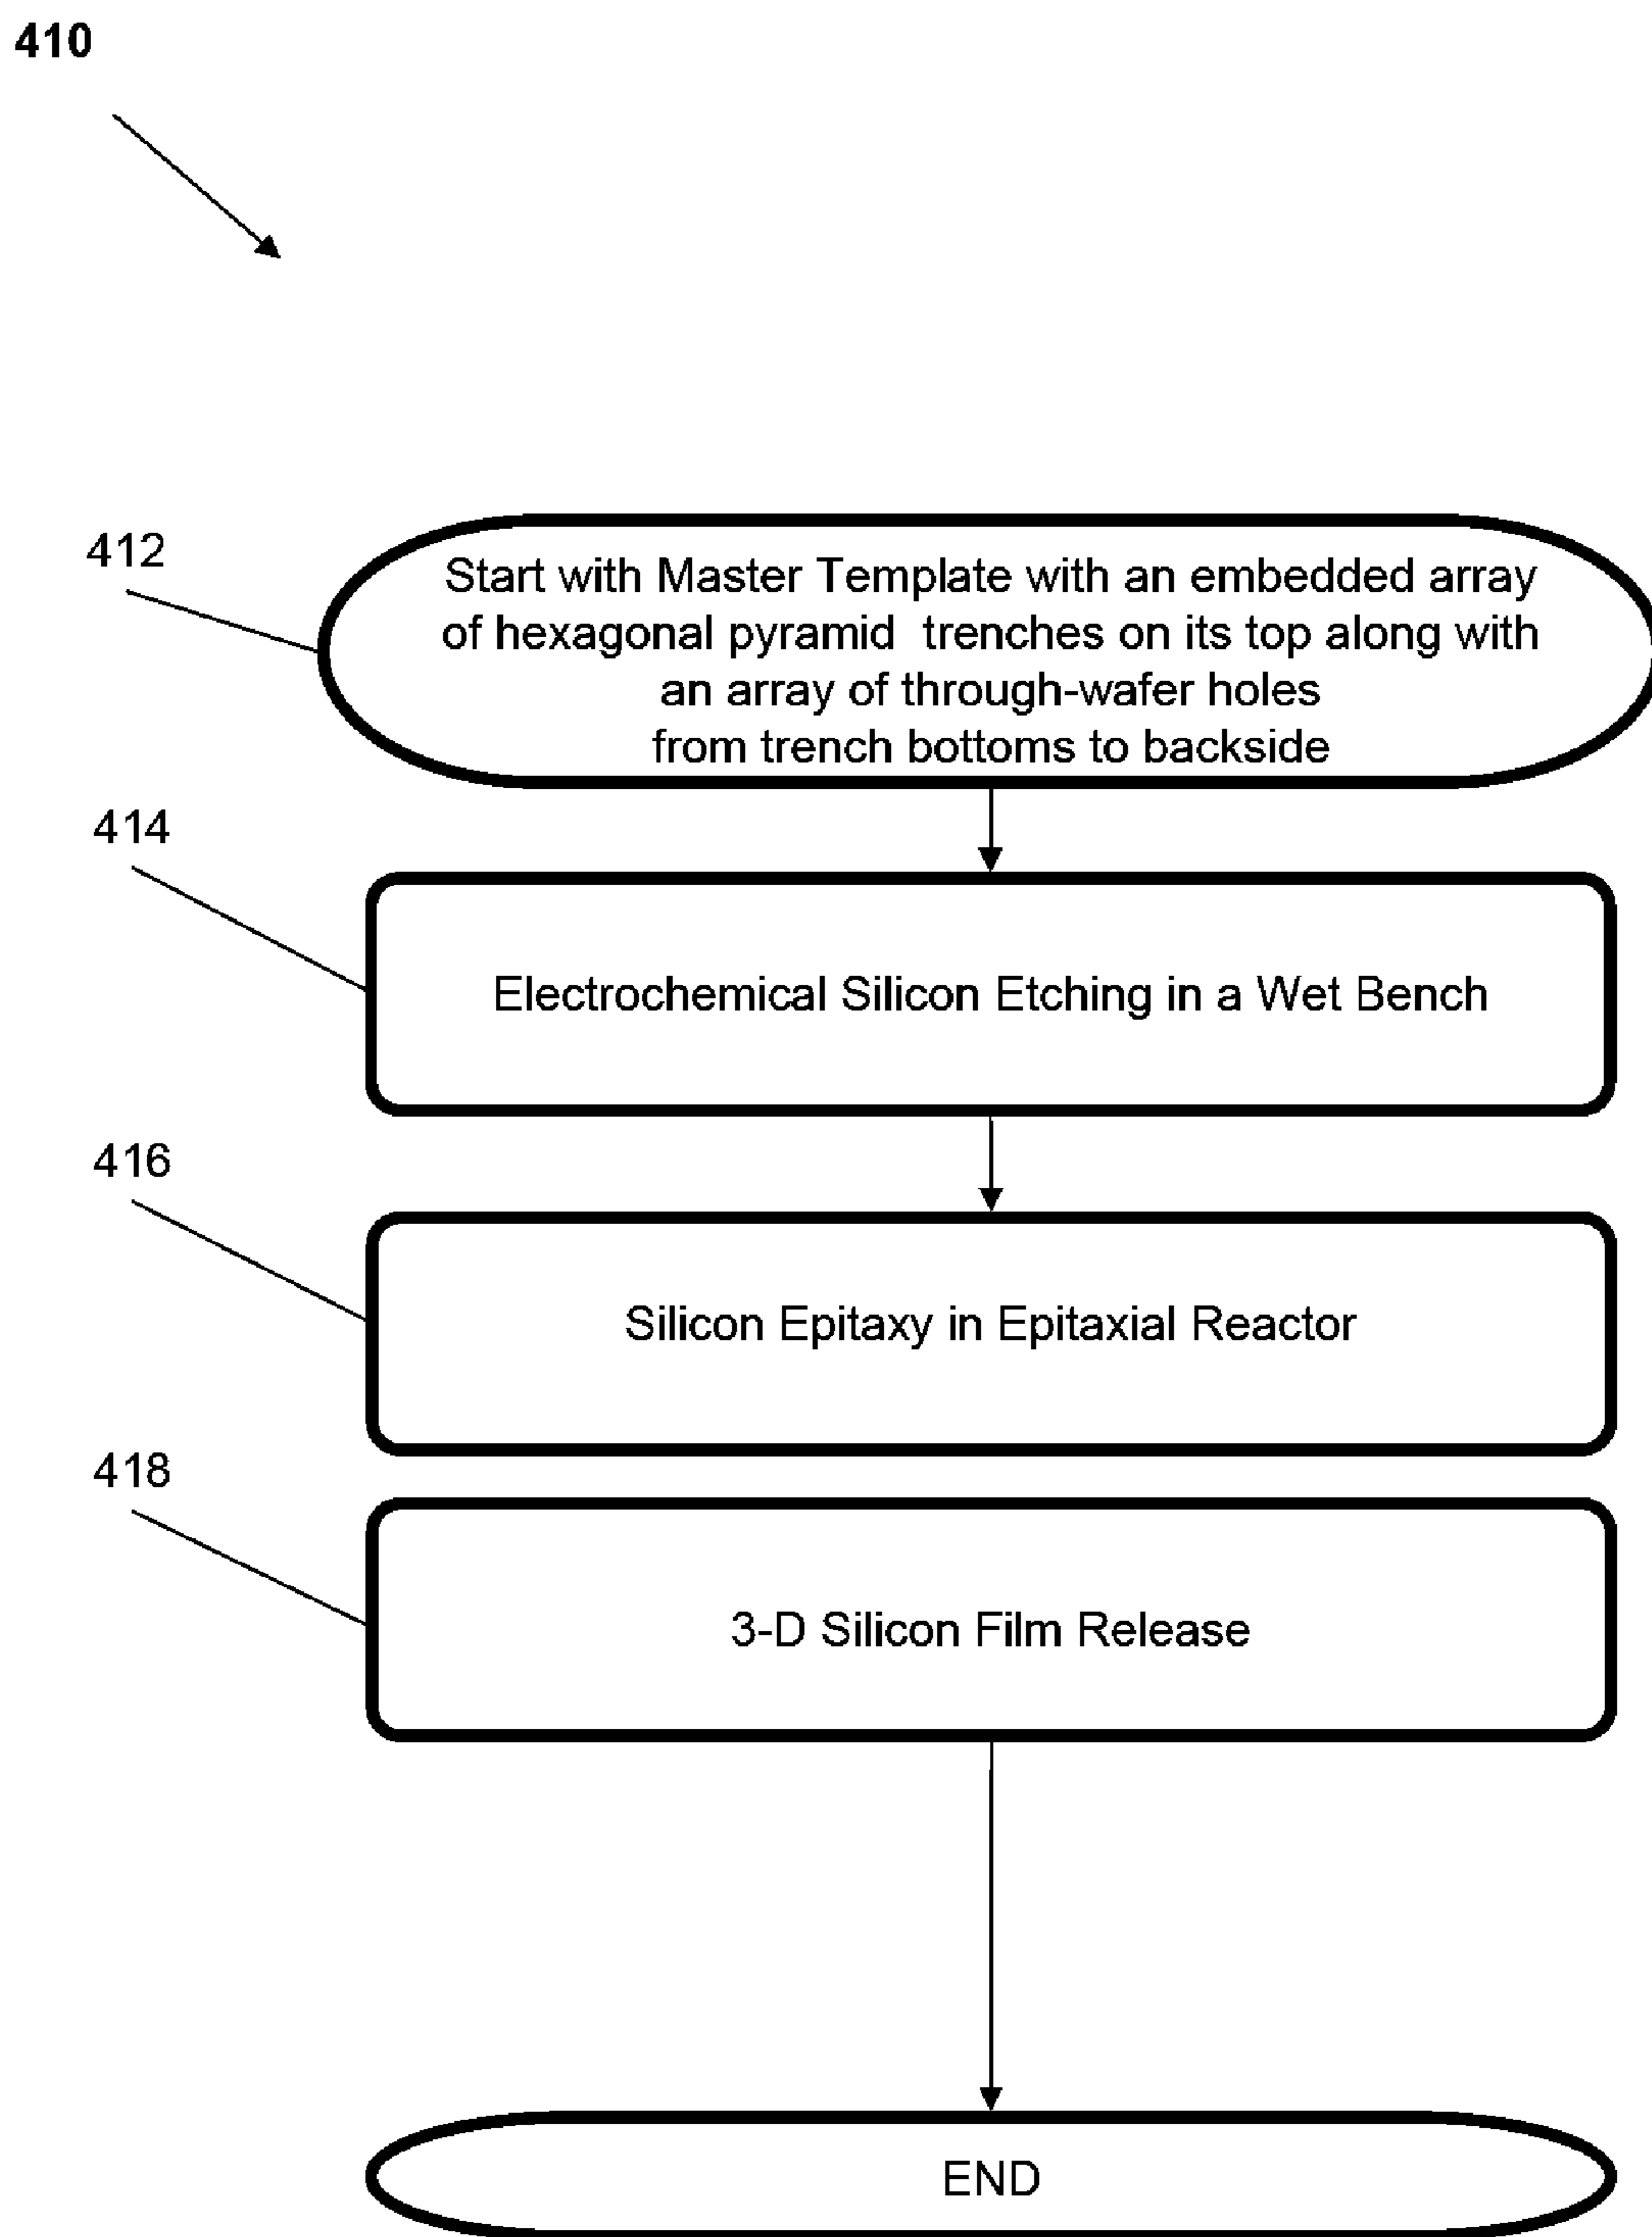 410
412
Start with Master Template with an embedded array
of hexagonal pyramid trenches on its top along with
an array of through-wafer holes
from trench bottoms to backside
414
Electrochemical Silicon Etching in a Wet Bench
416
Silicon Epitaxy in Epitaxial Reactor
418
3-D Silicon Film Release
END